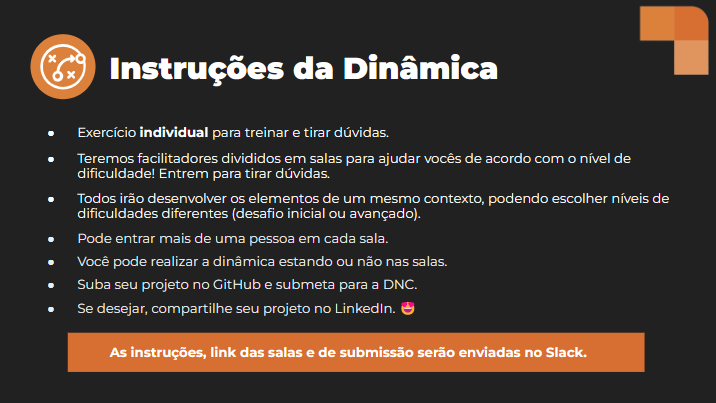 Instruções da Dinâmica
● Exercício individual para treinar e tirar dúvidas.
● Teremos facilitadores divididos em salas para ajudar vocês de acordo com o nível de
dificuldade! Entrem para tirar dúvidas.
● Todos irão desenvolver os elementos de um mesmo contexto, podendo escolher níveis de
dificuldades diferentes (desafio inicial ou avançado).
● Pode entrar mais de uma pessoa em cada sala.
● Você pode realizar a dinâmica estando ou não nas salas.
● Suba seu projeto no GitHub e submeta para a DNC.
● Se desejar, compartilhe seu projeto no LinkedIn. 🤩
As instruções, link das salas e de submissão serão enviadas no Slack.